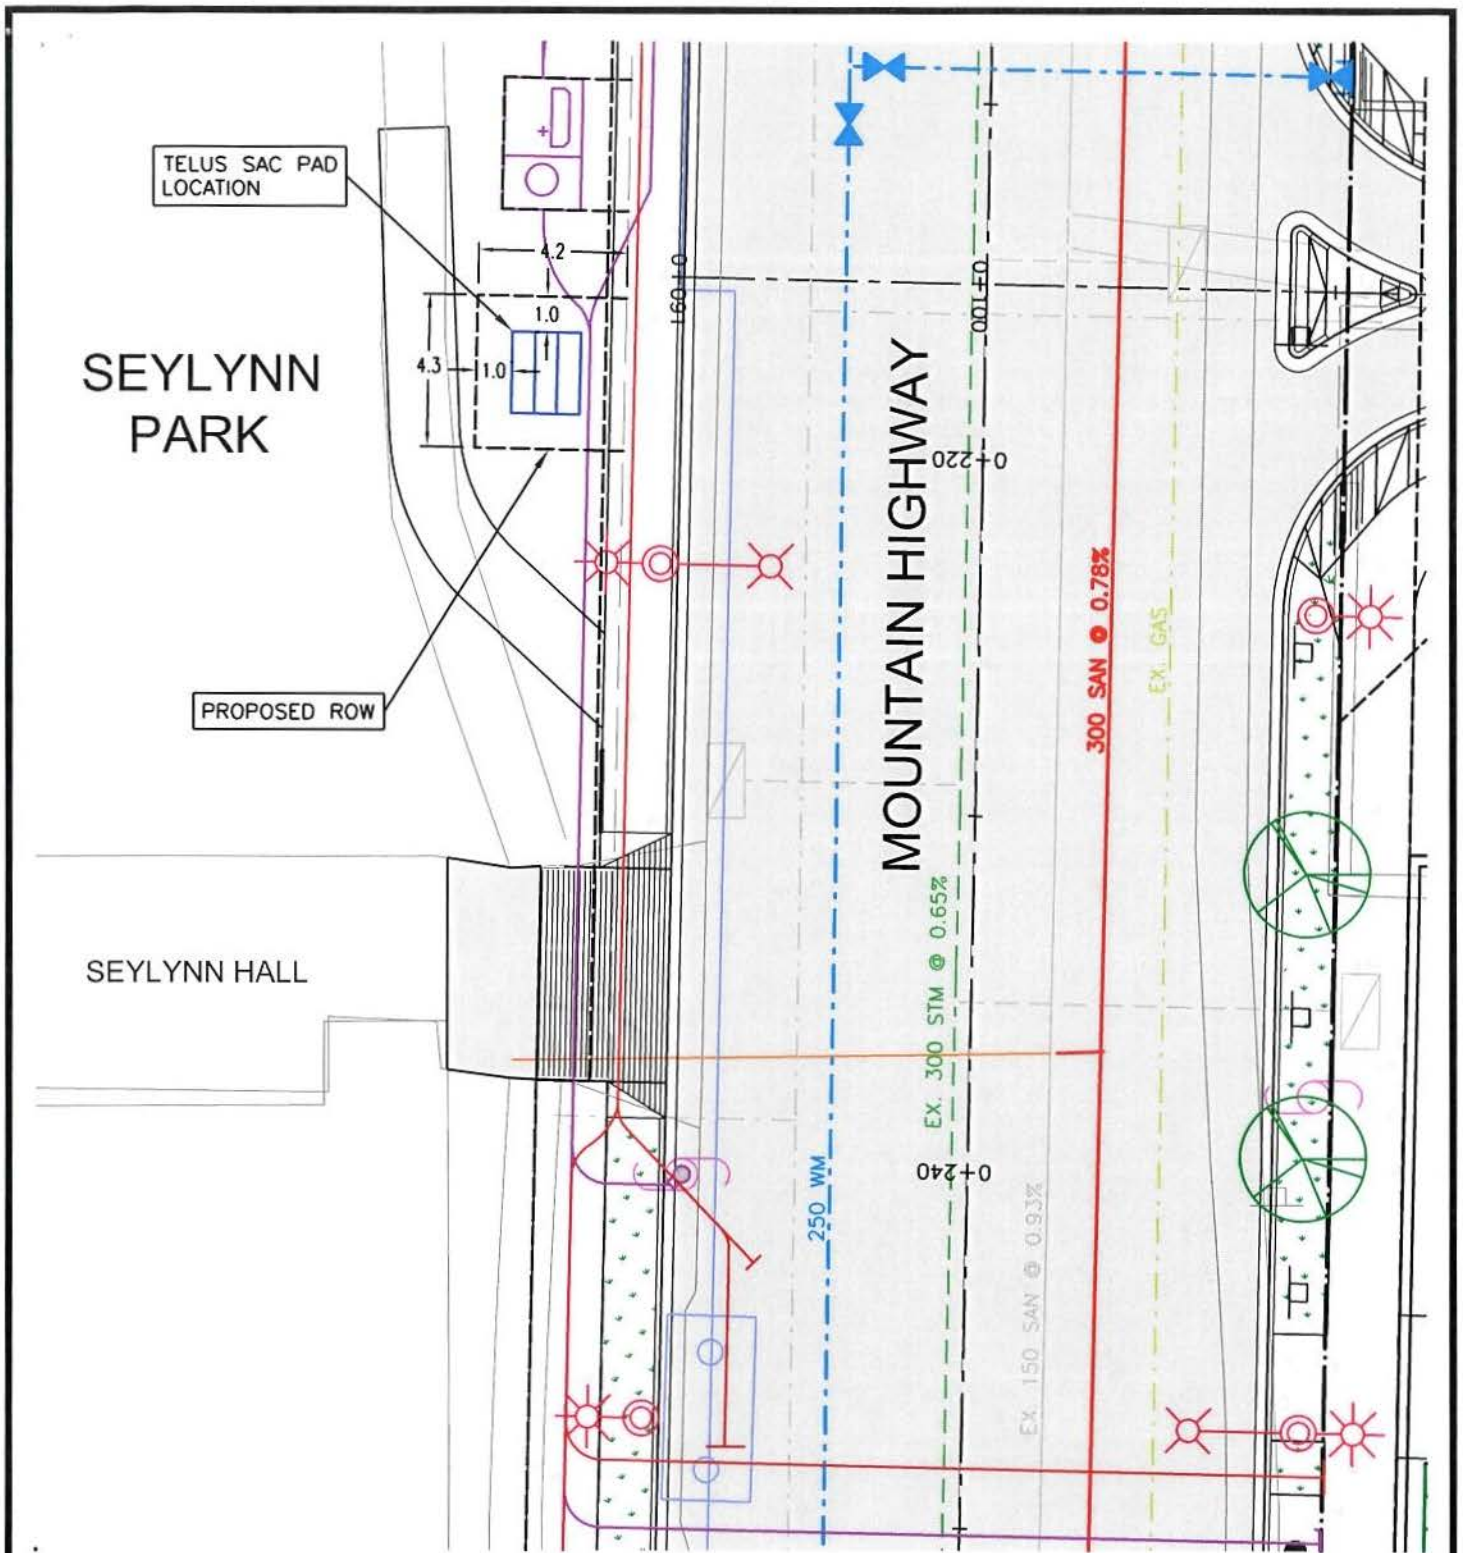 TELUS SAC PAD
LOCATION
4.2
1.0
4.3
1.0
SEYLYNN
PARK
160
0
0+100
MOUNTAIN HIGHWAY
0+220
300 SAN @ 0.78%
EX. GAS
PROPOSED ROW
SEYLYNN HALL
EX. 300 STM @ 0.65%
250 WM
0+240
EX. 150 SAN @ 0.93%